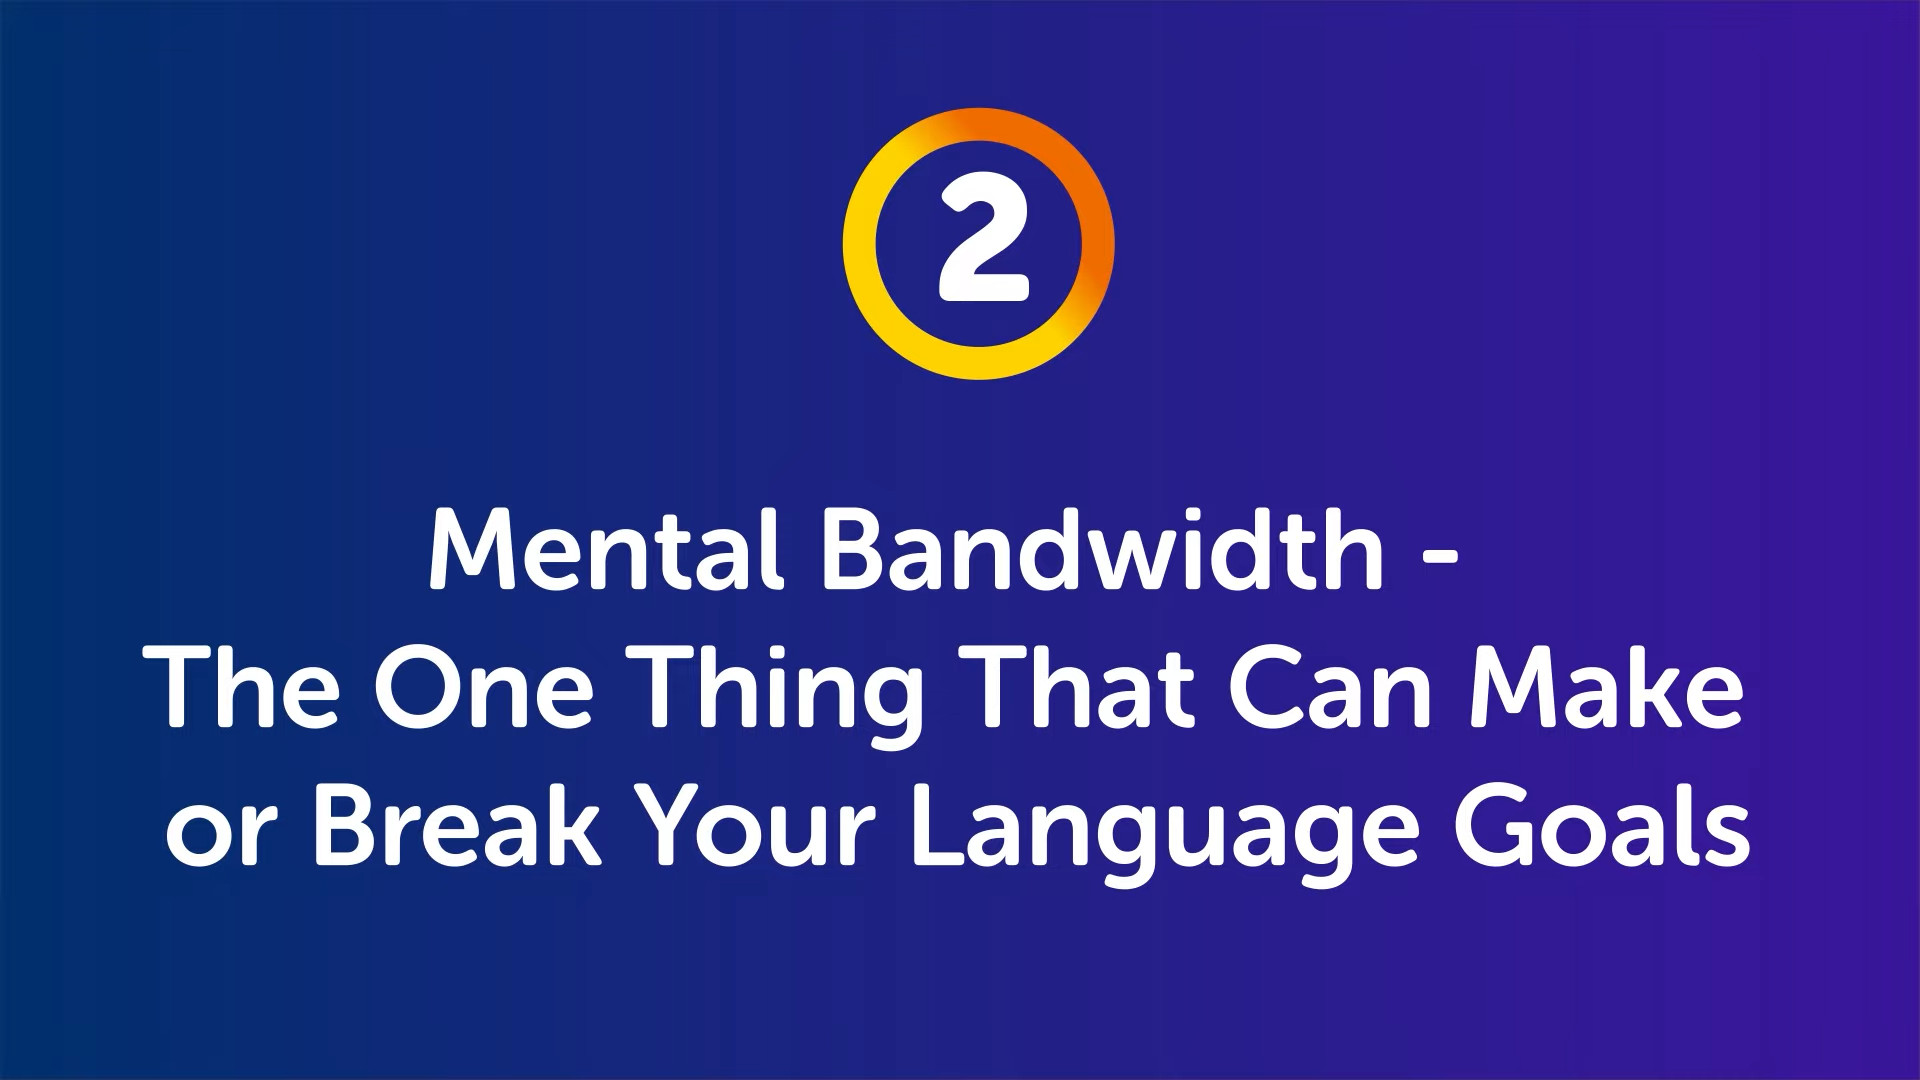 2
Mental Bandwidth -
The One Thing That Can Make
or Break Your Language Goals